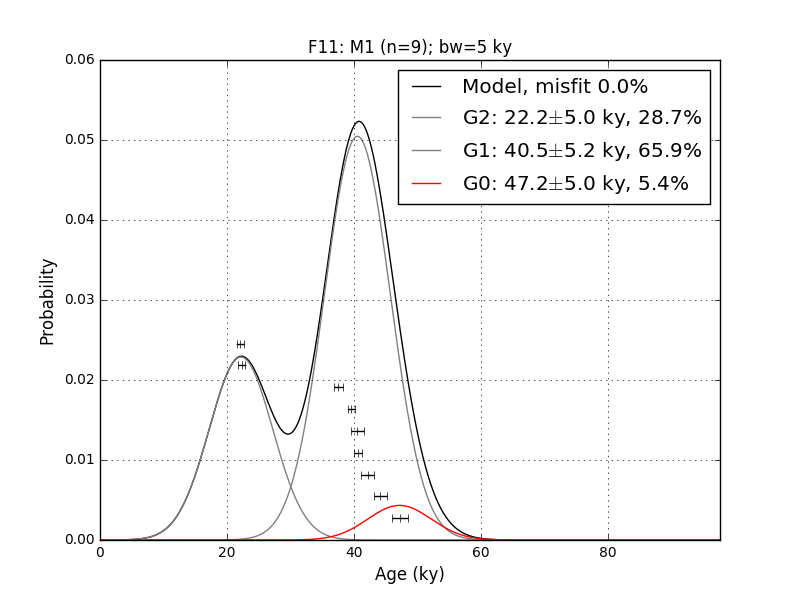 F11: M1 (n=9); bw=5 ky
0.06
0.05
0.04
0.03
0.02
0.01
0.00
Probability
Model, misfit 0.0%
G2: 22.2±5.0 ky, 28.7%
G1: 40.5±5.2 ky, 65.9%
G0: 47.2±5.0 ky, 5.4%
0 20 40 60 80
Age (ky)